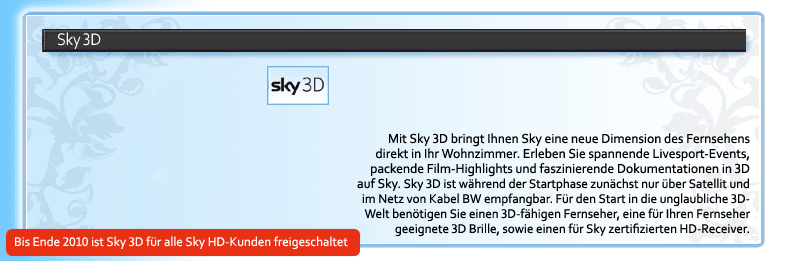 Sky 3D
sky 3D
Mit Sky 3D bringt Ihnen Sky eine neue Dimension des Fernsehens
direkt in Ihr Wohnzimmer. Erleben Sie spannende Livesport-Events,
packende Film-Highlights und faszinierende Dokumentationen in 3D
auf Sky. Sky 3D ist während der Startphase zunächst nur über Satellit und
im Netz von Kabel BW empfangbar. Für den Start in die unglaubliche 3D-
Welt benötigen Sie einen 3D-fähigen Fernseher, eine für Ihren Fernseher
geeignete 3D Brille, sowie einen für Sky zertifizierten HD-Receiver.
Bis Ende 2010 ist Sky 3D für alle Sky HD-Kunden freigeschaltet